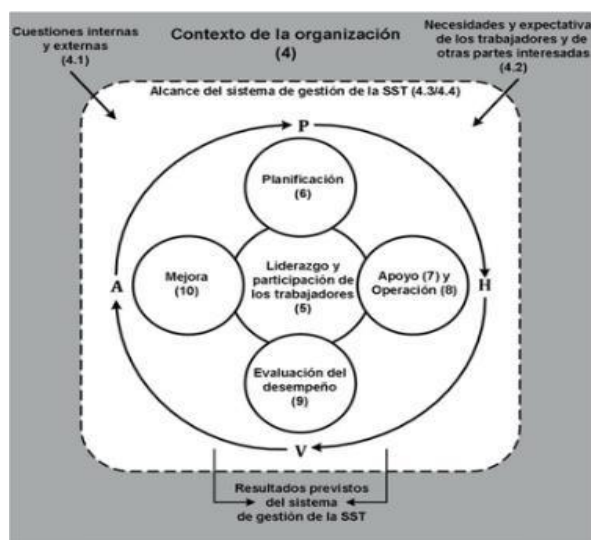 Cuestiones internas
y externas
(4.1)
Contexto de la organización
(4)
Necesidades y expectativa
de los trabajadores y de
otras partes interesadas
(4.2)
Alcance del sistema de gestión de la SST (4.3/4.4)
P
Planificación
(6)
A
Mejora
(10)
Liderazgo y
participación de
los trabajadores
(5)
Apoyo (7) y
Operación (8)
H
Evaluación del
desempeño
(9)
V
Resultados previstos
del sistema
de gestión de la SST